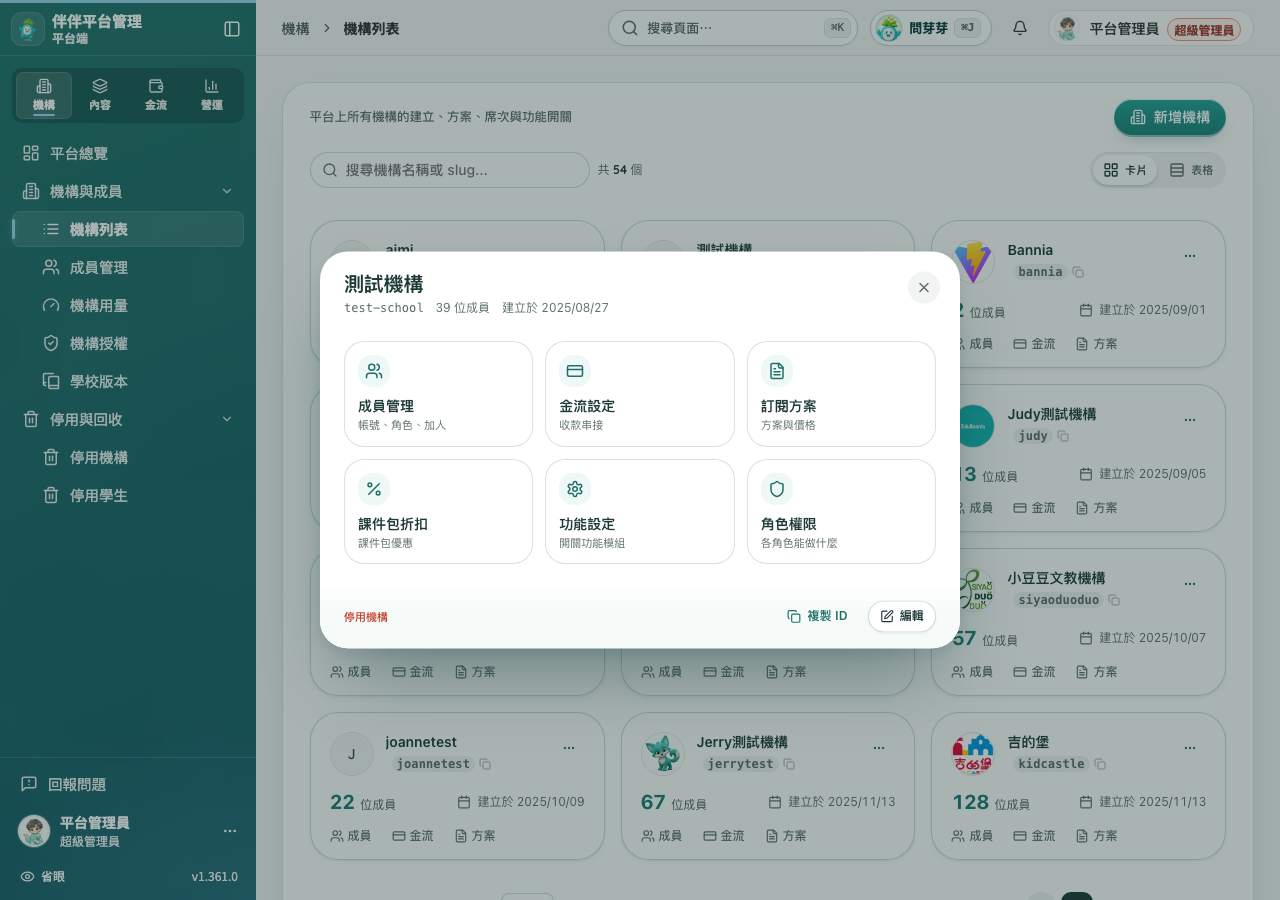 伴伴平台管理
平台端
機構
內容
金流
營運
平台總覽
機構與成員
機構列表
成員管理
機構用量
機構授權
學校版本
停用與回收
停用機構
停用學生
回報問題
平台管理員
超級管理員
省眼
v1.361.0
機構 > 機構列表
搜尋頁面…
⌘K
問芽芽
⌘J
平台管理員
超級管理員
平台上所有機構的建立、方案、席次與功能開關
新增機構
搜尋機構名稱或 slug...
共 54 個
卡片
表格
aimi
測試機構
Bannia
bannia
位成員
建立於 2025/09/01
成員
金流
方案
測試機構
test-school
39 位成員
建立於 2025/08/27
成員管理
帳號、角色、加人
金流設定
收款串接
訂閱方案
方案與價格
課件包折扣
課件包優惠
功能設定
開關功能模組
角色權限
各角色能做什麼
停用機構
複製 ID
編輯
EduBanta
Judy測試機構
judy
13 位成員
建立於 2025/09/05
成員
金流
方案
SIYAO
DUO
DUO
小豆豆文教機構
siyaoduoduo
57 位成員
建立於 2025/10/07
成員
金流
方案
成員
金流
方案
成員
金流
方案
J
joannetest
joannetest
22 位成員
建立於 2025/10/09
成員
金流
方案
Jerry測試機構
jerrytest
67 位成員
建立於 2025/11/13
成員
金流
方案
吉的堡
吉的堡
kidcastle
128 位成員
建立於 2025/11/13
成員
金流
方案